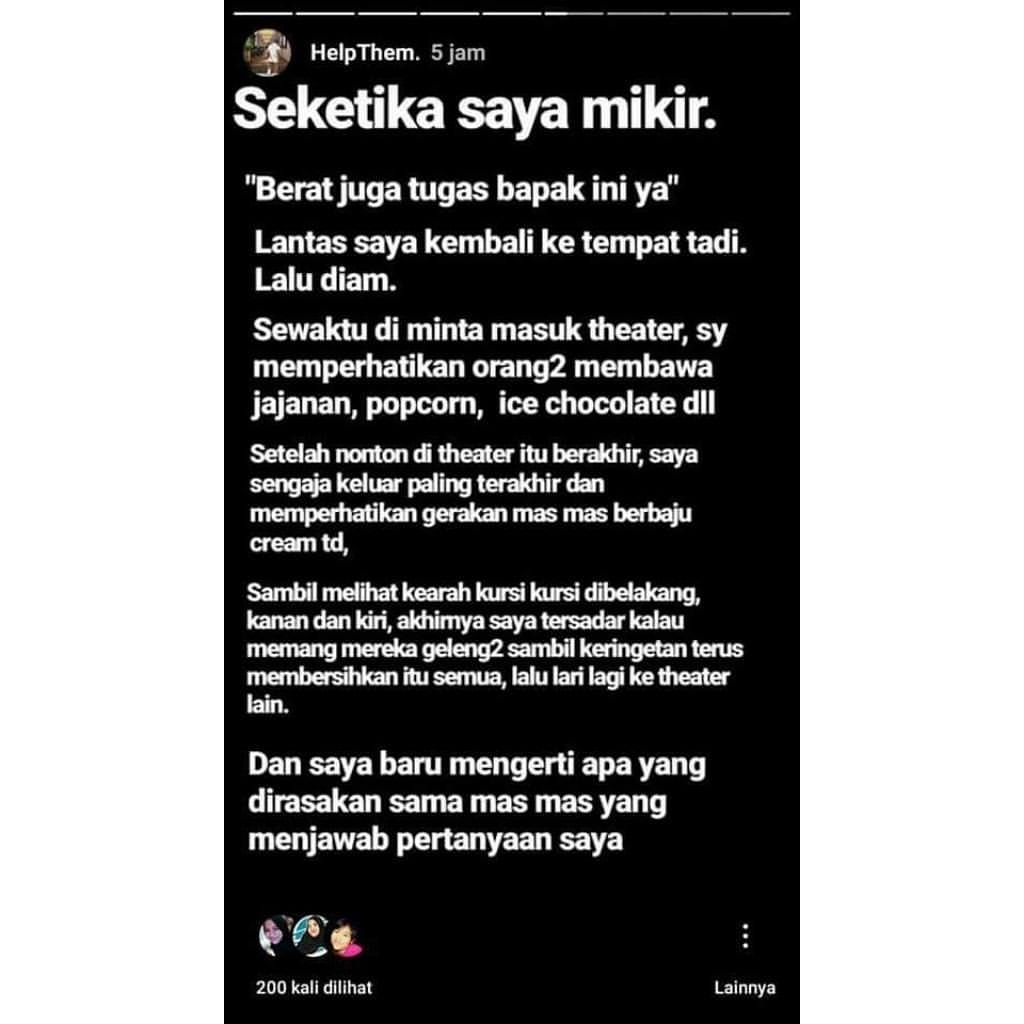 HelpThem. 5 jam
Seketika saya mikir.
"Berat juga tugas bapak ini ya"
Lantas saya kembali ke tempat tadi.
Lalu diam.
Sewaktu di minta masuk theater, sy
memperhatikan orang2 membawa
jajanan, popcorn, ice chocolate dll
Setelah nonton di theater itu berakhir, saya
sengaja keluar paling terakhir dan
memperhatikan gerakan mas mas berbaju
cream td,
Sambil melihat kearah kursi kursi dibelakang,
kanan dan kiri, akhirnya saya tersadar kalau
memang mereka geleng2 sambil keringetan terus
membersihkan itu semua, lalu lari lagi ke theater
lain.
Dan saya baru mengerti apa yang
dirasakan sama mas mas yang
menjawab pertanyaan saya
200 kali dilihat
Lainnya